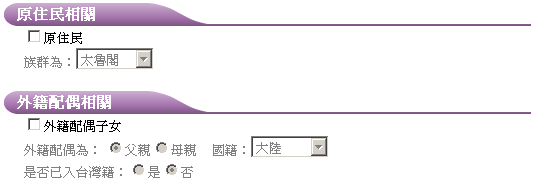 原住民相關
原住民
族群為：太魯閣
外籍配偶相關
外籍配偶子女
外籍配偶為： 父親 母親 國籍：大陸
是否已入台灣籍： 是 否